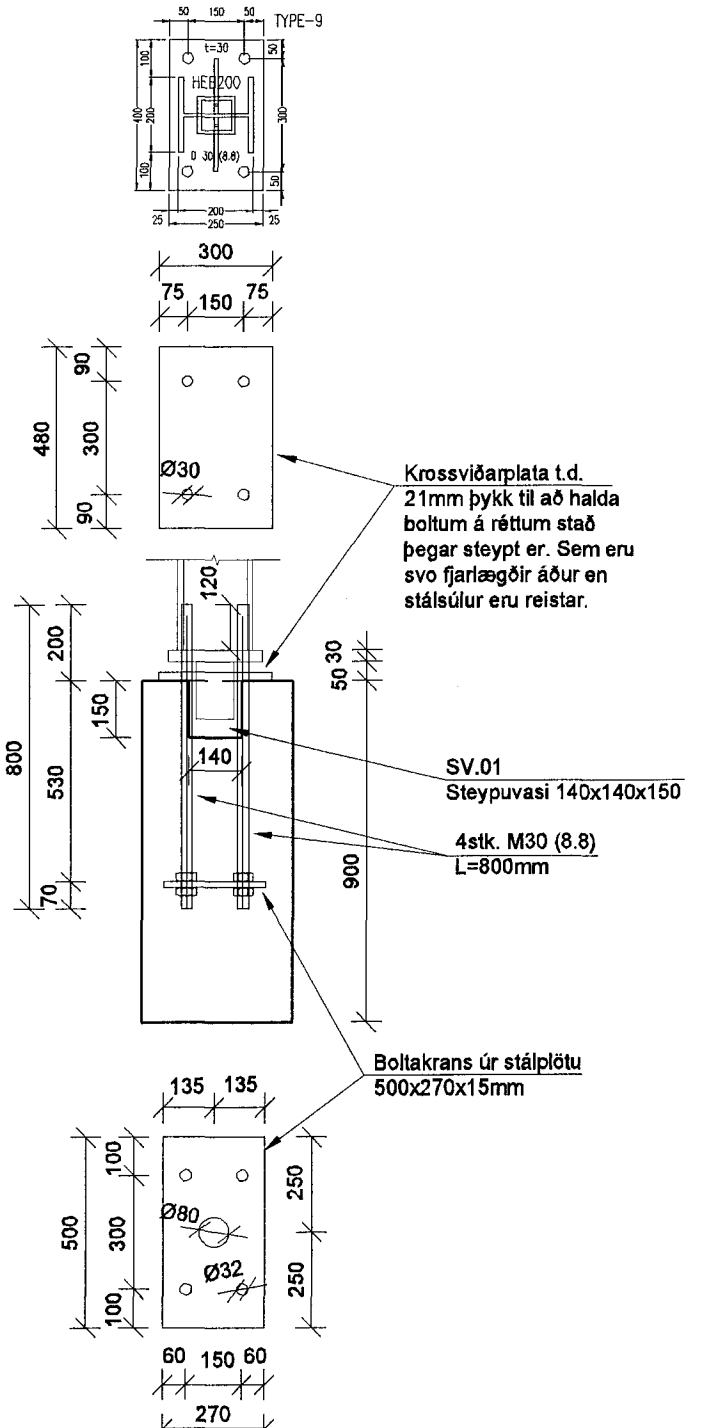 50 150 50 TYPE-9
t=30
50
100
HEB200
400 200 300
D 30 (8.8)
100
50
25 200 25
250
300
75 150 75
90
480 300
Ø30
90
Krossviðarplata t.d.
21mm þykk til að halda
boltum á réttum stað
þegar steypt er. Sem eru
svo fjarlægðir áður en
stálsúlur eru reistar.
120
200
30
50
150
800 530
140
SV.01
Steypuvasi 140x140x150
4stk. M30 (8.8)
L=800mm
900
70
Boltakrans úr stálplötu
500x270x15mm
135 135
100
250
Ø80
500 300
Ø32
250
100
60 150 60
270